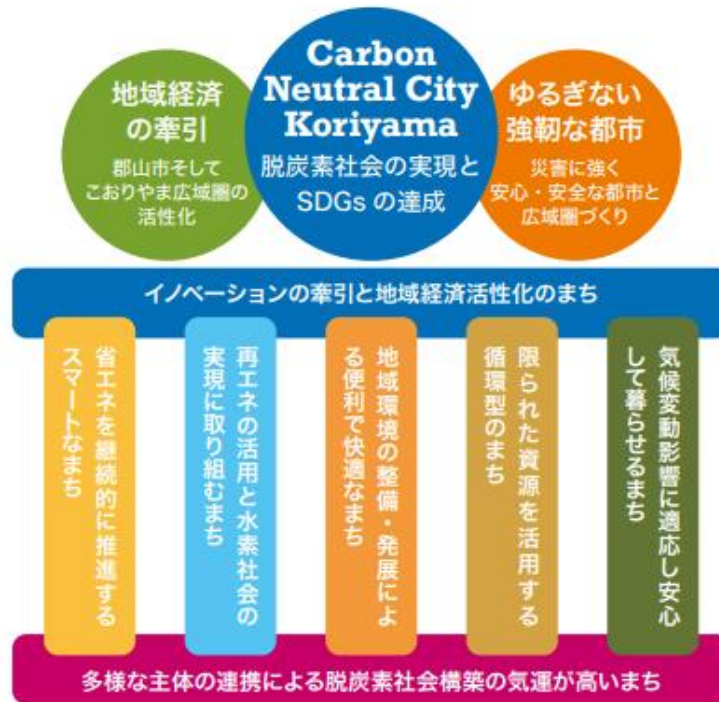 地域経済
の牽引
郡山市そして
こおりやま広域圏の
活性化
Carbon
Neutral City
Koriyama
脱炭素社会の実現と
SDGs の達成
ゆるぎない
強靭な都市
災害に強く
安心・安全な都市と
広域圏づくり
イノベーションの牽引と地域経済活性化のまち
省エネを継続的に推進する
スマートなまち
再エネの活用と水素社会の
実現に取り組むまち
地域環境の整備・発展によ
る便利で快適なまち
限られた資源を活用する
循環型のまち
気候変動影響に適応し安心
して暮らせるまち
多様な主体の連携による脱炭素社会構築の気運が高いまち